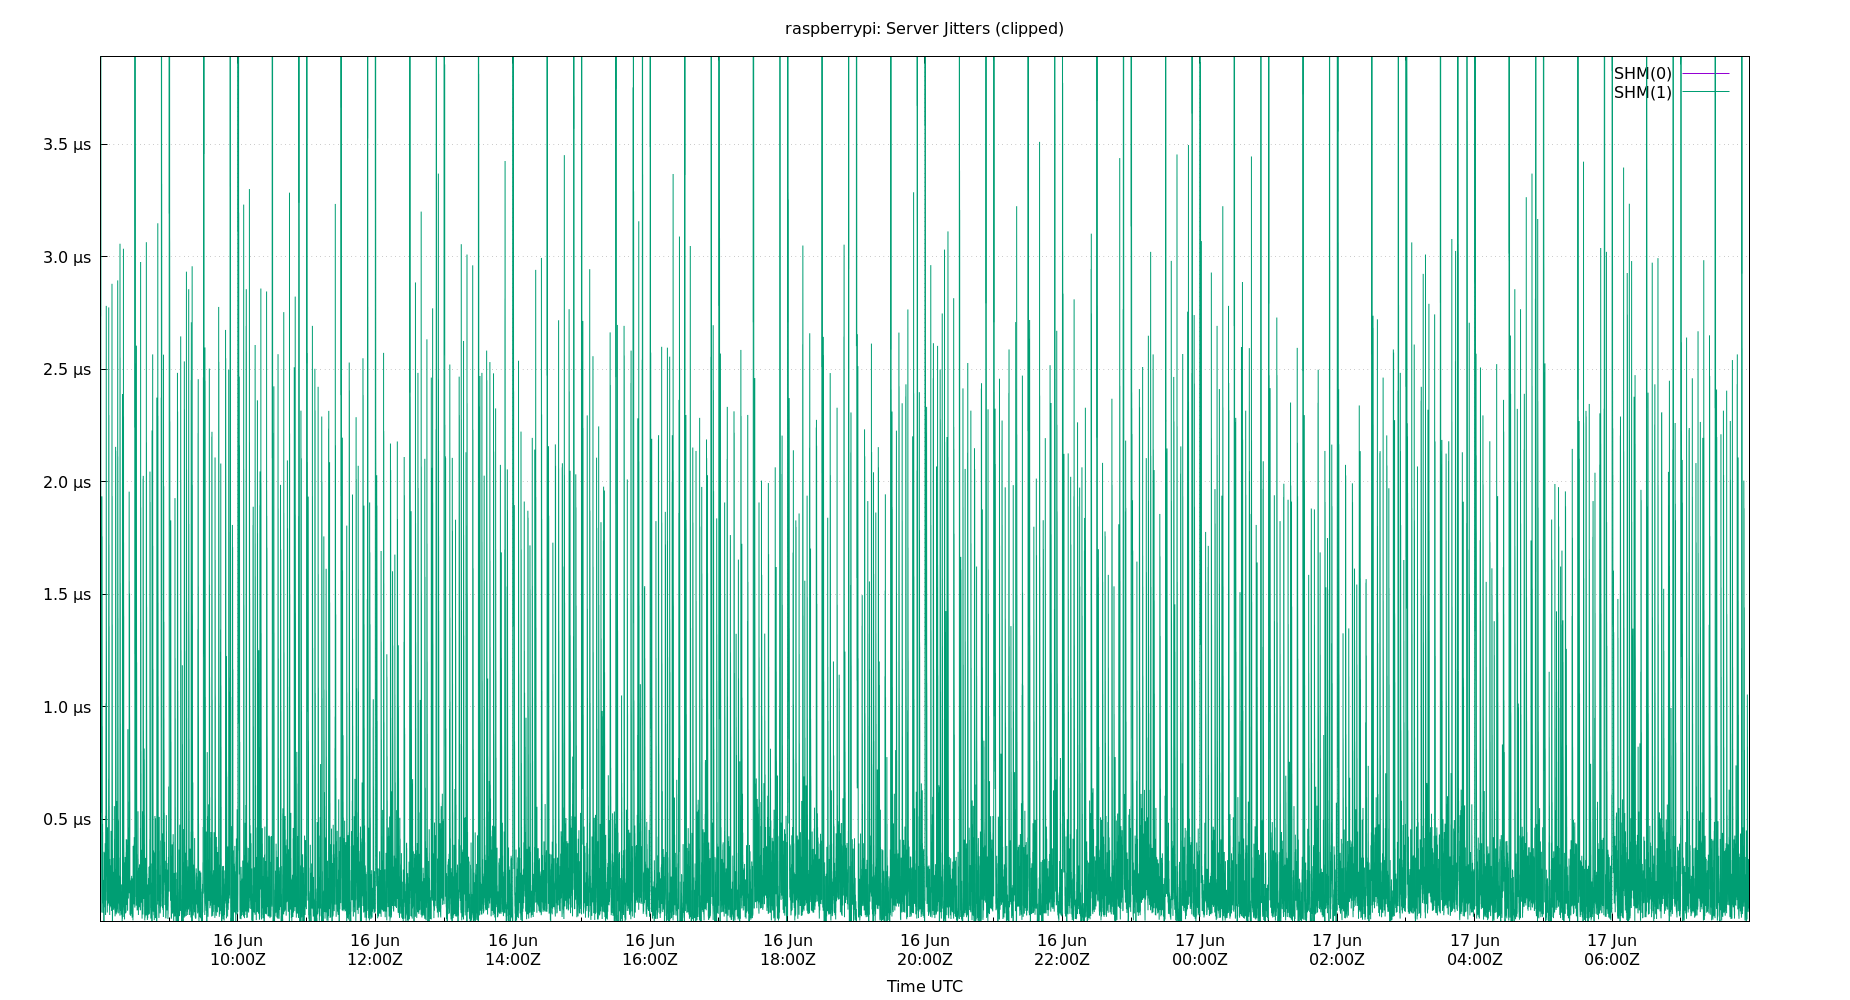 raspberrypi: Server Jitters (clipped)
SHM(0)
SHM(1)
3.5 µs
3.0 µs
2.5 µs
2.0 µs
1.5 µs
1.0 µs
0.5 µs
16 Jun 16 Jun 16 Jun 16 Jun 16 Jun 16 Jun 16 Jun 17 Jun 17 Jun 17 Jun 17 Jun
10:00Z 12:00Z 14:00Z 16:00Z 18:00Z 20:00Z 22:00Z 00:00Z 02:00Z 04:00Z 06:00Z
Time UTC